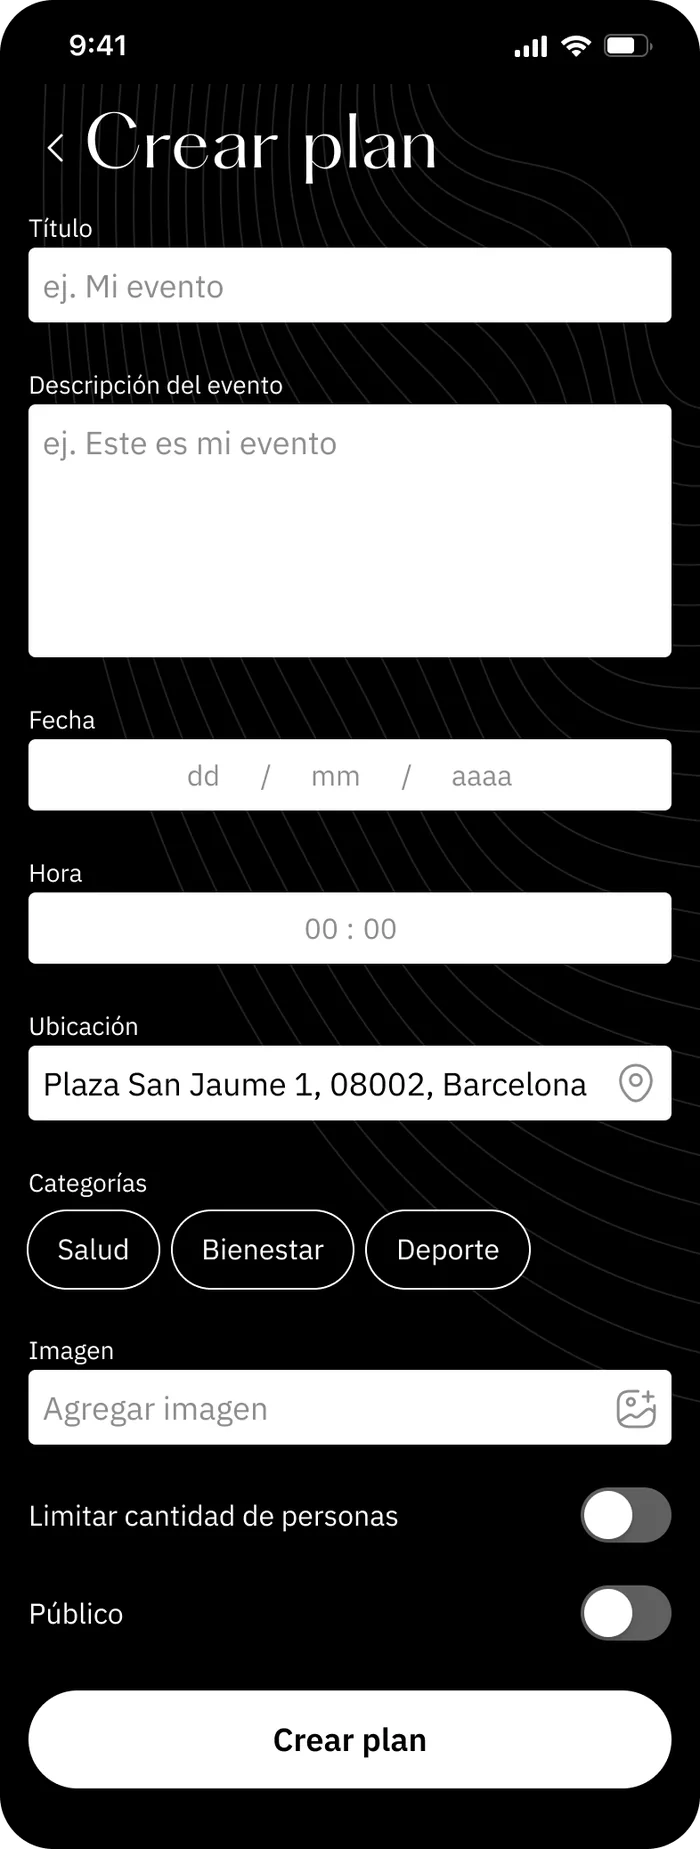 9:41
Crear plan
Título
ej. Mi evento
Descripción del evento
ej. Este es mi evento
Fecha
dd / mm / aaaa
Hora
00 : 00
Ubicación
Plaza San Jaume 1, 08002, Barcelona
Categorías
Salud Bienestar Deporte
Imagen
Agregar imagen
Limitar cantidad de personas
Público
Crear plan